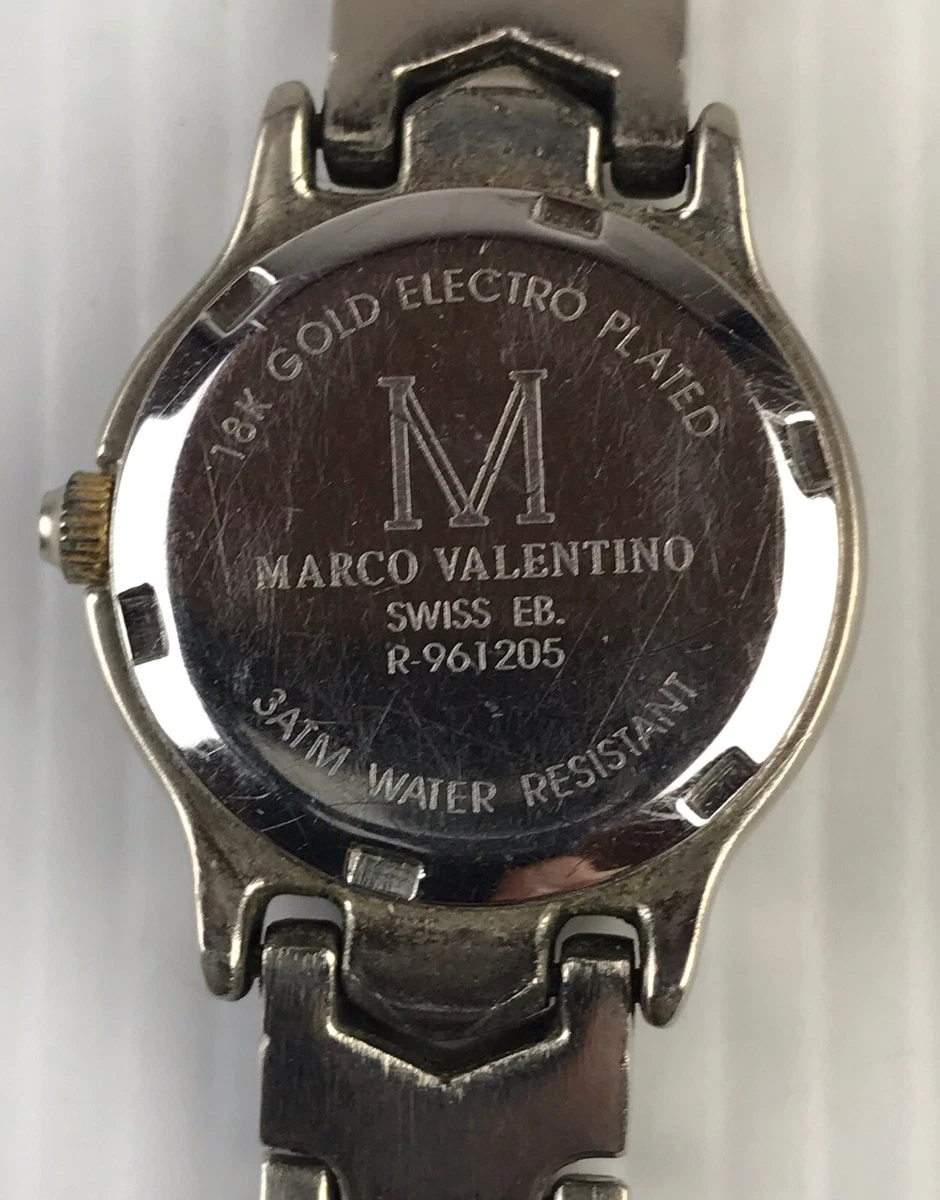 18K GOLD ELECTRO PLATED
M
MARCO VALENTINO
SWISS EB.
R-961205
3ATM WATER RESISTANT